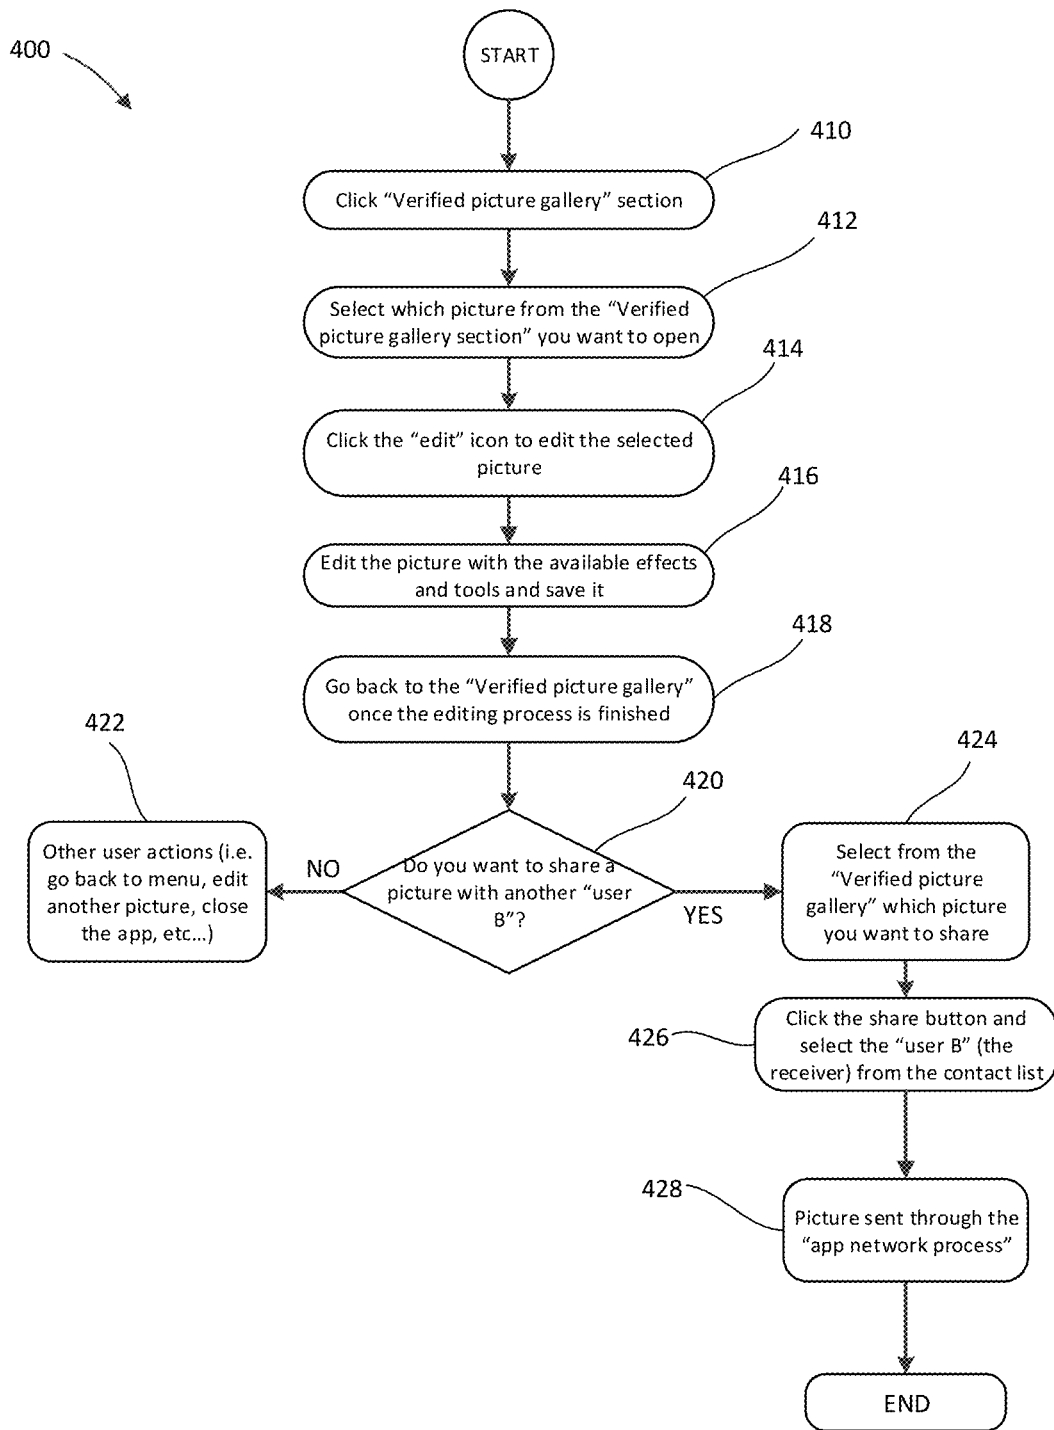 400
START
410
Click “Verified picture gallery” section
412
Select which picture from the “Verified
picture gallery section” you want to open
414
Click the “edit” icon to edit the selected
picture
416
Edit the picture with the available effects
and tools and save it
418
Go back to the “Verified picture gallery”
once the editing process is finished
420
Do you want to share a
picture with another “user
B”?
NO
422
Other user actions (i.e.
go back to menu, edit
another picture, close
the app, etc...)
YES
424
Select from the
“Verified picture
gallery” which picture
you want to share
426
Click the share button and
select the “user B” (the
receiver) from the contact list
428
Picture sent through the
“app network process”
END